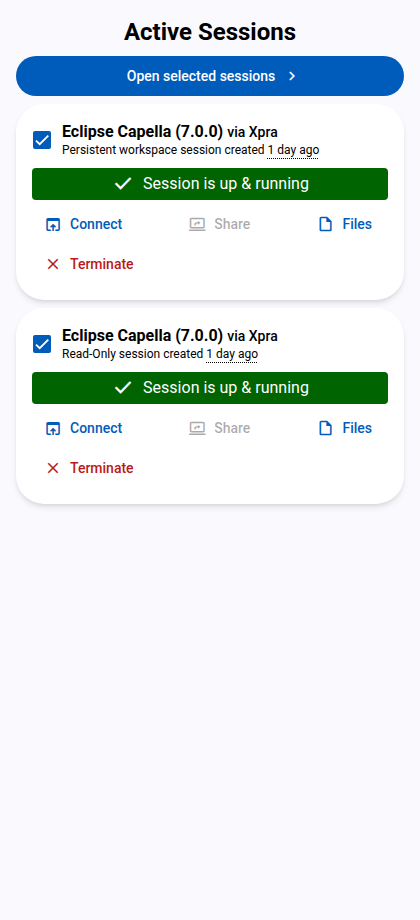 Active Sessions
Open selected sessions
Eclipse Capella (7.0.0) via Xpra
Persistent workspace session created 1 day ago
Session is up & running
Connect Share Files
Terminate
Eclipse Capella (7.0.0) via Xpra
Read-Only session created 1 day ago
Session is up & running
Connect Share Files
Terminate